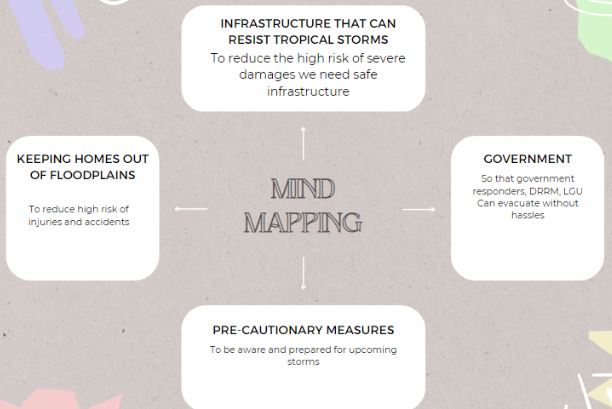 INFRASTRUCTURE THAT CAN
RESIST TROPICAL STORMS
To reduce the high risk of severe
damages we need safe
infrastructure
KEEPING HOMES OUT
OF FLOODPLAINS
To reduce high risk of
injuries and accidents
MIND
MAPPING
GOVERNMENT
So that government
responders, DRRM, LGU
Can evacuate without
hassles
PRE-CAUTIONARY MEASURES
To be aware and prepared for upcoming
storms